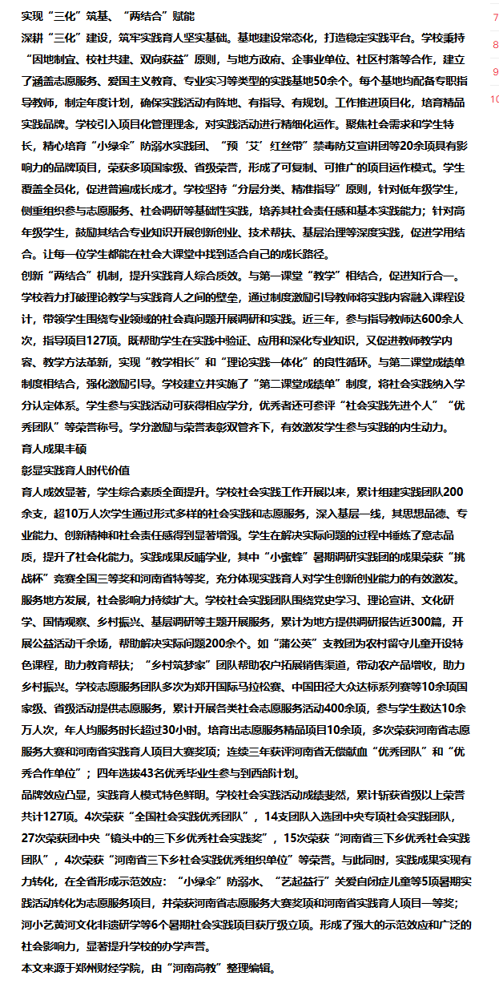 实现“三化”筑基、“两结合”赋能
深耕“三化”建设，筑牢实践育人坚实基础。基地建设常态化，打造稳定实践平台。学校秉持
“因地制宜、校社共建、双向获益”原则，与地方政府、企事业单位、社区村落等合作，建立
了涵盖志愿服务、爱国主义教育、专业实习等类型的实践基地50余个。每个基地均配备专职指
导教师，制定年度计划，确保实践活动有阵地、有指导、有规划。工作推进项目化，培育精品
实践品牌。学校引入项目化管理理念，对实践活动进行精细化运作。聚焦社会需求和学生特
长，精心培育“小绿伞”防溺水实践团、“预‘艾’红丝带”禁毒防艾宣讲团等20余项具有影
响力的品牌项目，荣获多项国家级、省级荣誉，形成了可复制、可推广的项目运作模式。学生
覆盖全员化，促进普遍成长成才。学校坚持“分层分类、精准指导”原则，针对低年级学生，
侧重组织参与志愿服务、社会调研等基础性实践，培养其社会责任感和基本实践能力；针对高
年级学生，鼓励其结合专业知识开展创新创业、技术帮扶、基层治理等深度实践，促进学用结
合。让每一位学生都能在社会大课堂中找到适合自己的成长路径。
创新“两结合”机制，提升实践育人综合质效。与第一课堂“教学”相结合，促进知行合一。
学校着力打破理论教学与实践育人之间的壁垒，通过制度激励引导教师将实践内容融入课程设
计，带领学生围绕专业领域的社会真问题开展调研和实践。近三年，参与指导教师达600余人
次，指导项目127项。既帮助学生在实践中验证、应用和深化专业知识，又促进教师教学内
容、教学方法革新，实现“教学相长”和“理论实践一体化”的良性循环。与第二课堂成绩单
制度相结合，强化激励引导。学校建立并实施了“第二课堂成绩单”制度，将社会实践纳入学
分认定体系。学生参与实践活动可获得相应学分，优秀者还可参评“社会实践先进个人”“优
秀团队”等荣誉称号。学分激励与荣誉表彰双管齐下，有效激发学生参与实践的内生动力。
育人成果丰硕
彰显实践育人时代价值
育人成效显著，学生综合素质全面提升。学校社会实践工作开展以来，累计组建实践团队200
余支，超10万人次学生通过形式多样的社会实践和志愿服务，深入基层一线，其思想品德、专
业能力、创新精神和社会责任感得到显著增强。学生在解决实际问题的过程中锤炼了意志品
质，提升了社会化能力。实践成果反哺学业，其中“小蜜蜂”暑期调研实践团的成果荣获“挑
战杯”竞赛全国三等奖和河南省特等奖，充分体现实践育人对学生创新创业能力的有效激发。
服务地方发展，社会影响力持续扩大。学校社会实践团队围绕党史学习、理论宣讲、文化研
学、国情观察、乡村振兴、基层调研等主题开展服务，累计为地方提供调研报告近300篇，开
展公益活动千余场，帮助解决实际问题200余个。如“蒲公英”支教团为农村留守儿童开设特
色课程，助力教育帮扶；“乡村筑梦家”团队帮助农户拓展销售渠道，带动农产品增收，助力
乡村振兴。学校志愿服务团队多次为郑开国际马拉松赛、中国田径大众达标系列赛等10余项国
家级、省级活动提供志愿服务，累计开展各类社会志愿服务活动400余项，参与学生数达10余
万人次，年人均服务时长超过30小时。培育出志愿服务精品项目10余项，多次荣获河南省志愿
服务大赛和河南省实践育人项目大赛奖项；连续三年获评河南省无偿献血“优秀团队”和“优
秀合作单位”；四年选拔43名优秀毕业生参与到西部计划。
品牌效应凸显，实践育人模式特色鲜明。学校社会实践活动成绩斐然，累计斩获省级以上荣誉
共计127项。4次荣获“全国社会实践优秀团队”，14支团队入选团中央专项社会实践团队，
27次荣获团中央“镜头中的三下乡优秀社会实践奖”，15次荣获“河南省三下乡优秀社会实践
团队”，4次荣获“河南省三下乡社会实践优秀组织单位”等荣誉。与此同时，实践成果实现有
力转化，在全省形成示范效应：“小绿伞”防溺水、“艺起益行”关爱自闭症儿童等5项暑期实
践活动转化为志愿服务项目，并荣获河南省志愿服务大赛奖项和河南省实践育人项目一等奖；
河小艺黄河文化非遗研学等6个暑期社会实践项目获厅级立项。形成了强大的示范效应和广泛的
社会影响力，显著提升学校的办学声誉。
本文来源于郑州财经学院，由“河南高教”整理编辑。
7
8
9
10